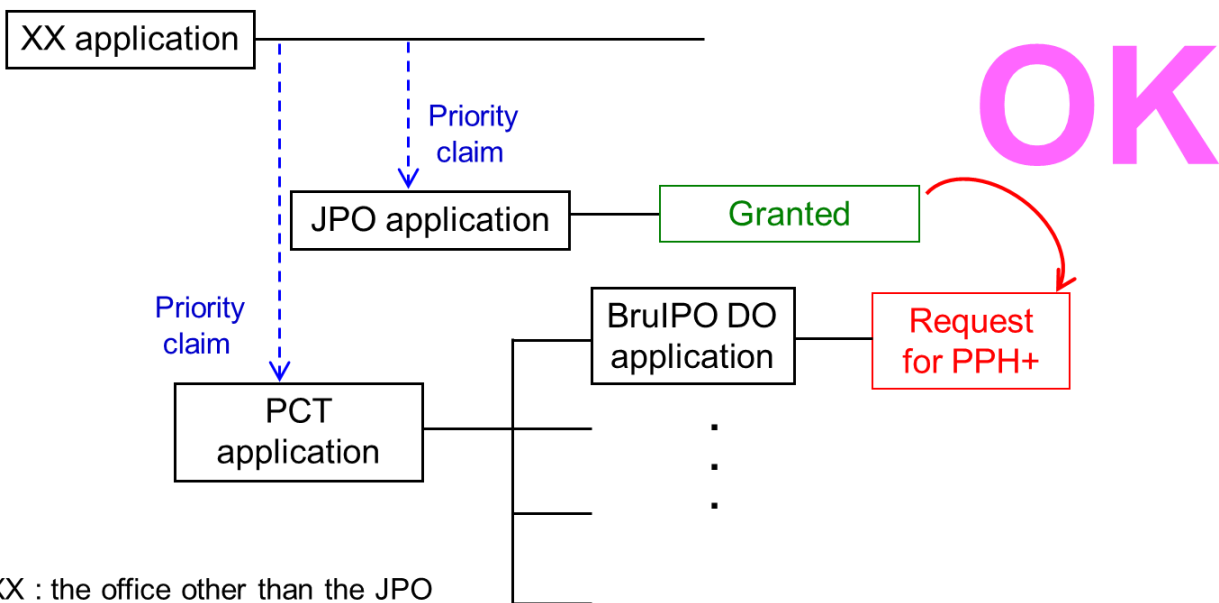 XX application
OK
Priority
claim
JPO application
Granted
Priority
claim
BruIPO DO
application
Request
for PPH+
PCT
application
XX : the office other than the JPO